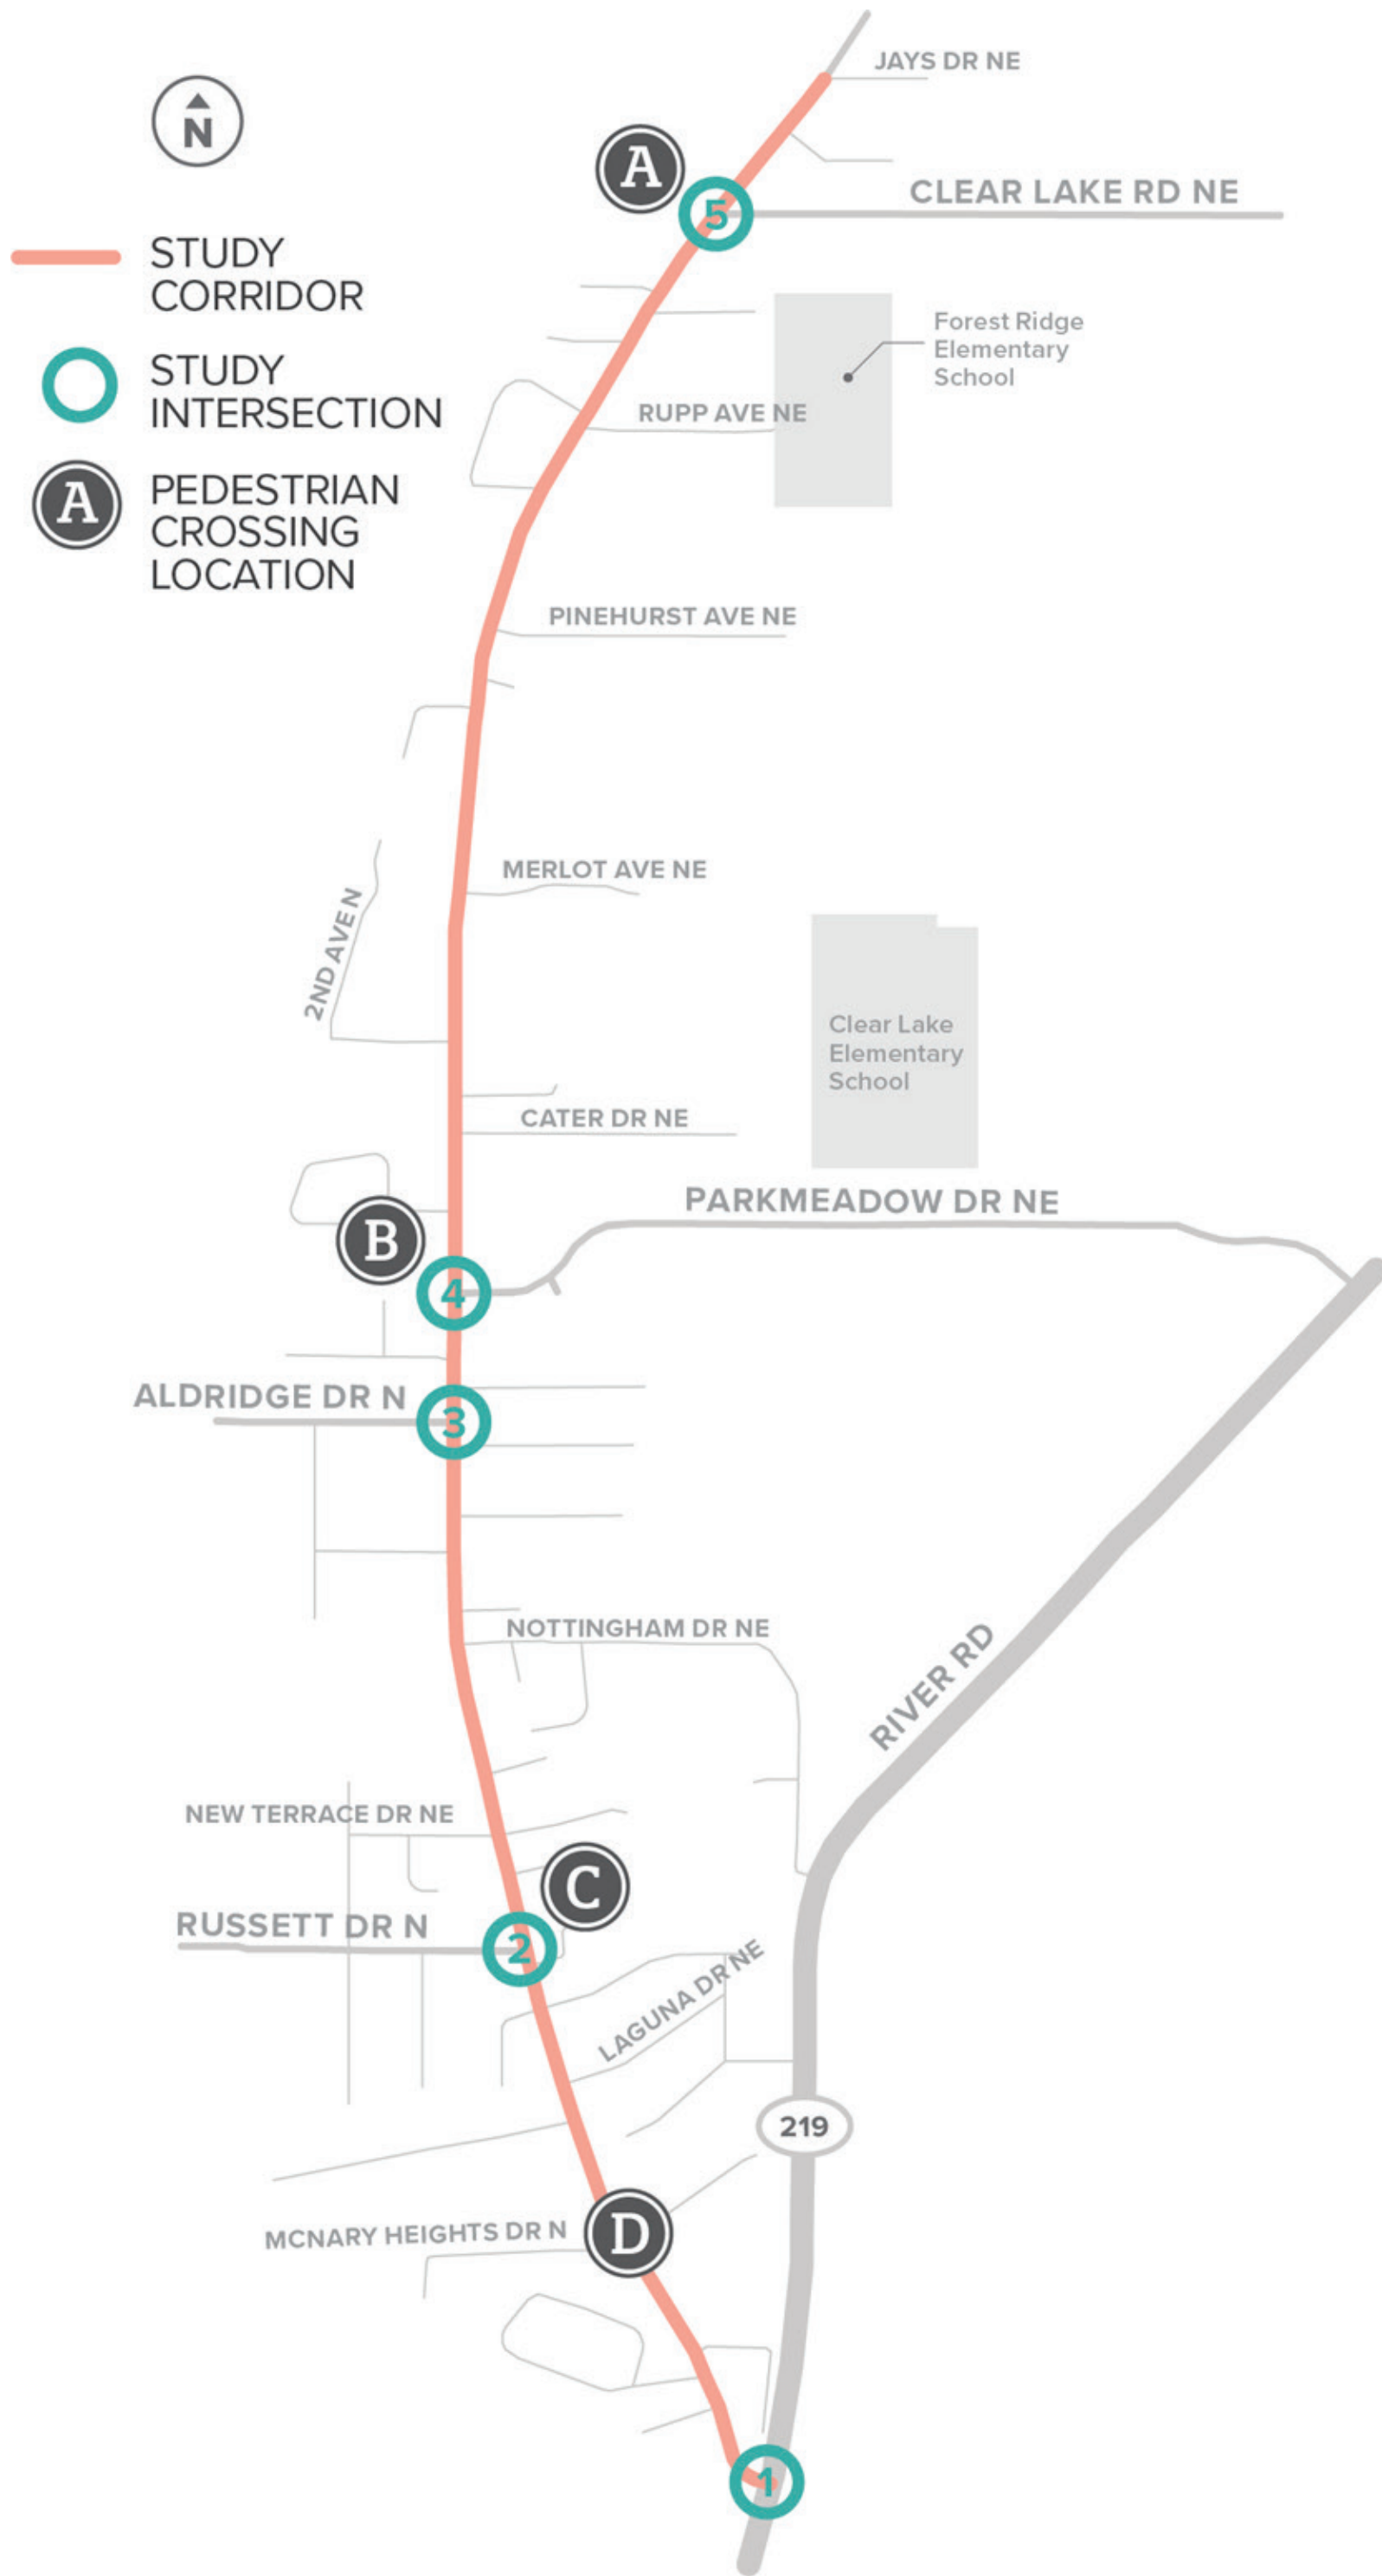 N
STUDY
CORRIDOR
STUDY
INTERSECTION
A
PEDESTRIAN
CROSSING
LOCATION
JAYS DR NE
A
5
CLEAR LAKE RD NE
Forest Ridge
Elementary
School
RUPP AVE NE
PINEHURST AVE NE
MERLOT AVE NE
2ND AVE N
Clear Lake
Elementary
School
CATER DR NE
PARKMEADOW DR NE
B
4
ALDRIDGE DR N
3
NOTTINGHAM DR NE
RIVER RD
NEW TERRACE DR NE
C
RUSSETT DR N
2
LAGUNA DR NE
219
MCNARY HEIGHTS DR N
D
1